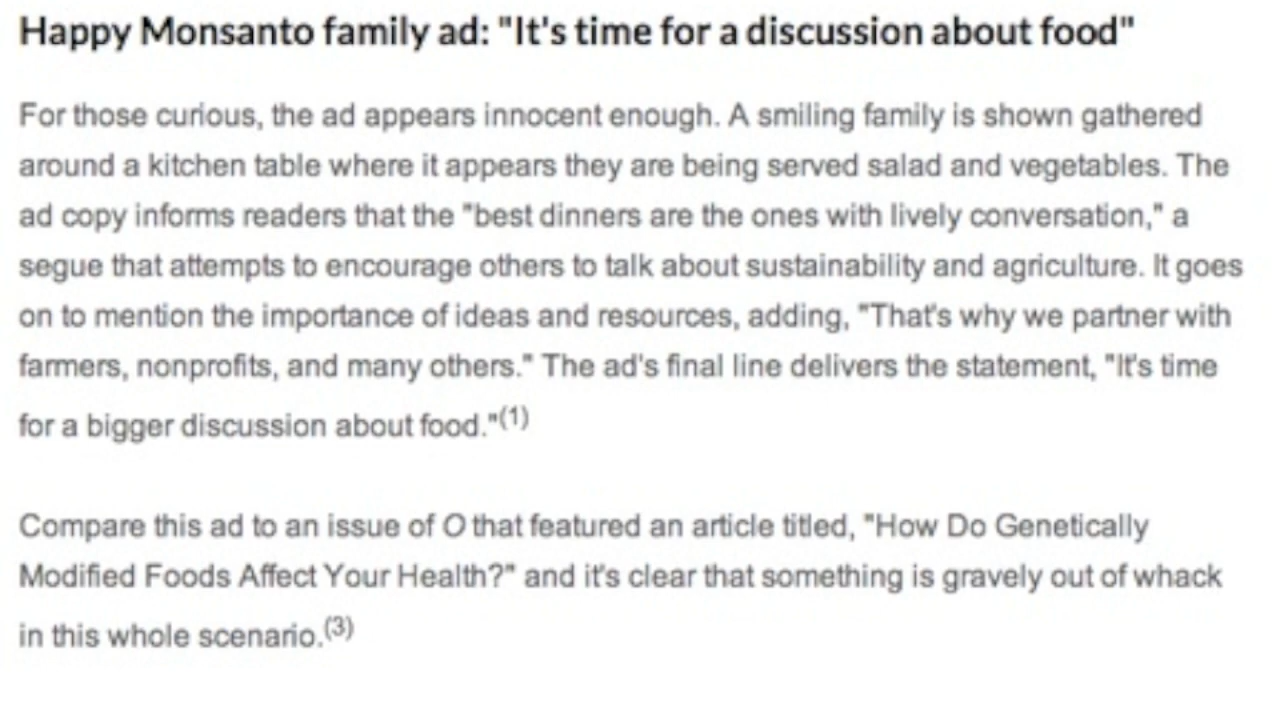 Happy Monsanto family ad: "It's time for a discussion about food"
For those curious, the ad appears innocent enough. A smiling family is shown gathered
around a kitchen table where it appears they are being served salad and vegetables. The
ad copy informs readers that the "best dinners are the ones with lively conversation," a
segue that attempts to encourage others to talk about sustainability and agriculture. It goes
on to mention the importance of ideas and resources, adding, "That's why we partner with
farmers, nonprofits, and many others." The ad's final line delivers the statement, "It's time
for a bigger discussion about food."(1)
Compare this ad to an issue of O that featured an article titled, "How Do Genetically
Modified Foods Affect Your Health?" and it's clear that something is gravely out of whack
in this whole scenario.(3)